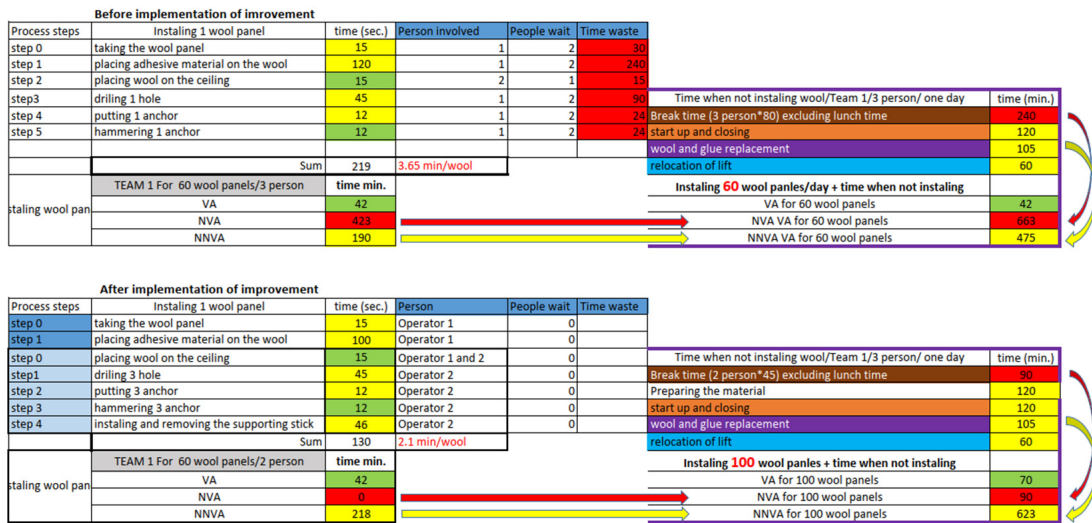 Before implementation of imrovement
Process steps Instaling 1 wool panel time (sec.) Person involved People wait Time waste
step 0 taking the wool panel 15 1 2 30
step 1 placing adhesive material on the wool 120 1 2 240
step 2 placing wool on the ceiling 15 2 1 15
step3 driling 1 hole 45 1 2 90 Time when not instaling wool/Team 1/3 person/ one day time (min.)
step 4 putting 1 anchor 12 1 2 24 Break time (3 person*80) excluding lunch time 240
step 5 hammering 1 anchor 12 1 2 24 start up and closing 120
wool and glue replacement 105
Sum 219 3.65 min/wool relocation of lift 60
TEAM 1 For 60 wool panels/3 person time min. Instaling 60 wool panles/day + time when not instaling
staling wool pan VA 42 VA for 60 wool panels 42
NVA 423 NVA VA for 60 wool panels 663
NNVA 190 NNVA VA for 60 wool panels 475
After implementation of improvement
Process steps Instaling 1 wool panel time (sec.) Person People wait Time waste
step 0 taking the wool panel 15 Operator 1 0
step 1 placing adhesive material on the wool 100 Operator 1 0
step 0 placing wool on the ceiling 15 Operator 1 and 2 0 Time when not instaling wool/Team 1/3 person/ one day time (min.)
step1 driling 3 hole 45 Operator 2 0 Break time (2 person*45) excluding lunch time 90
step 2 putting 3 anchor 12 Operator 2 0 Preparing the material 120
step 3 hammering 3 anchor 12 Operator 2 0 start up and closing 120
step 4 instaling and removing the supporting stick 46 Operator 2 0 wool and glue replacement 105
Sum 130 2.1 min/wool relocation of lift 60
TEAM 1 For 60 wool panels/2 person time min. Instaling 100 wool panles + time when not instaling
staling wool pan VA 42 VA for 100 wool panels 70
NVA 0 NVA for 100 wool panels 90
NNVA 218 NNVA for 100 wool panels 623